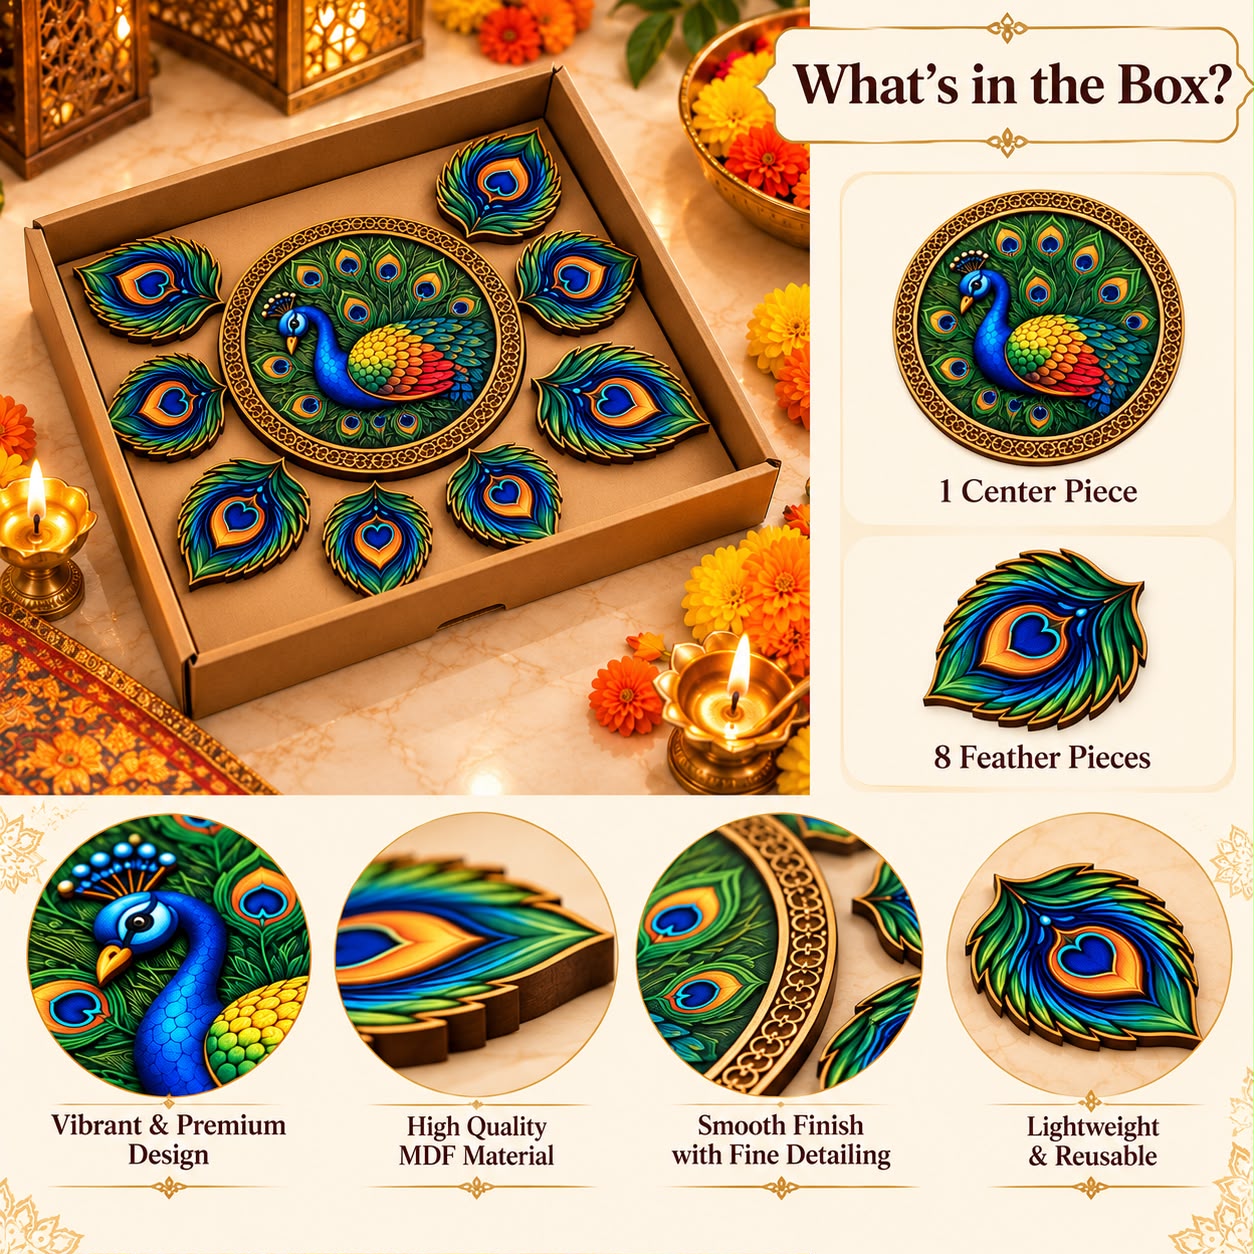 What's in the Box?
1 Center Piece
8 Feather Pieces
Vibrant & Premium
Design
High Quality
MDF Material
Smooth Finish
with Fine Detailing
Lightweight
& Reusable